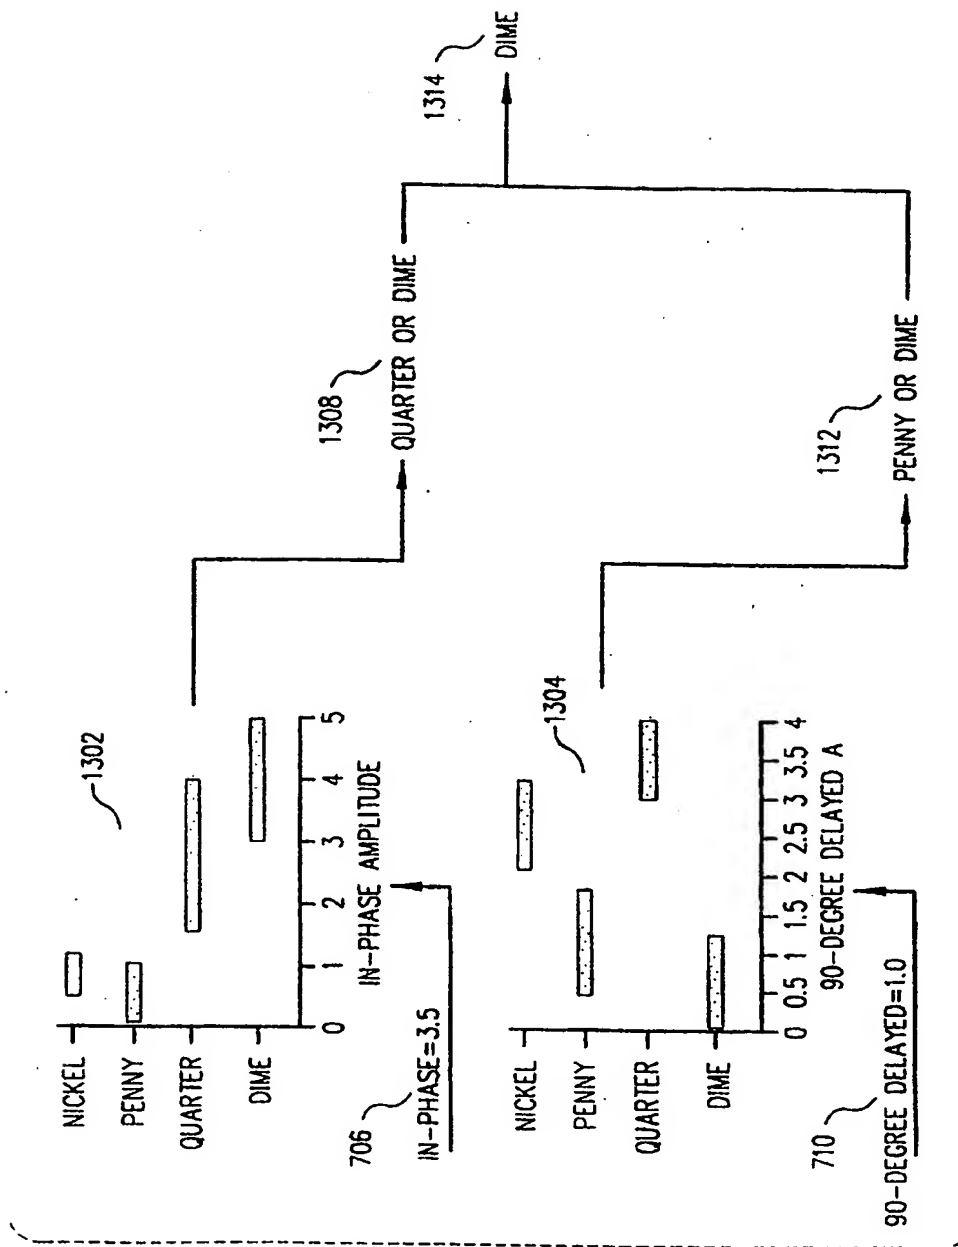 1302
NICKEL
PENNY
QUARTER
DIME
0 1 2 3 4 5
IN-PHASE AMPLITUDE
706
IN-PHASE=3.5
1308
QUARTER OR DIME
1314
DIME
1304
NICKEL
PENNY
QUARTER
DIME
0 0.5 1 1.5 2 2.5 3 3.5 4
90-DEGREE DELAYED A
710
90-DEGREE DELAYED=1.0
1312
PENNY OR DIME